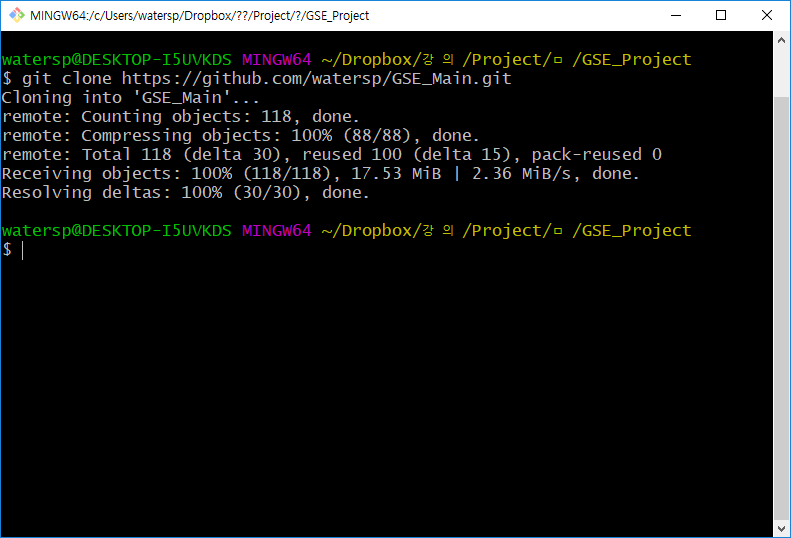 MINGW64:/c/Users/watersp/Dropbox/??/Project/?/GSE_Project
watersp@DESKTOP-I5UVKDS MINGW64 ~/Dropbox/강의/Project/ㅁ/GSE_Project
$ git clone https://github.com/watersp/GSE_Main.git
Cloning into 'GSE_Main'...
remote: Counting objects: 118, done.
remote: Compressing objects: 100% (88/88), done.
remote: Total 118 (delta 30), reused 100 (delta 15), pack-reused 0
Receiving objects: 100% (118/118), 17.53 MiB | 2.36 MiB/s, done.
Resolving deltas: 100% (30/30), done.
watersp@DESKTOP-I5UVKDS MINGW64 ~/Dropbox/강의/Project/ㅁ/GSE_Project
$